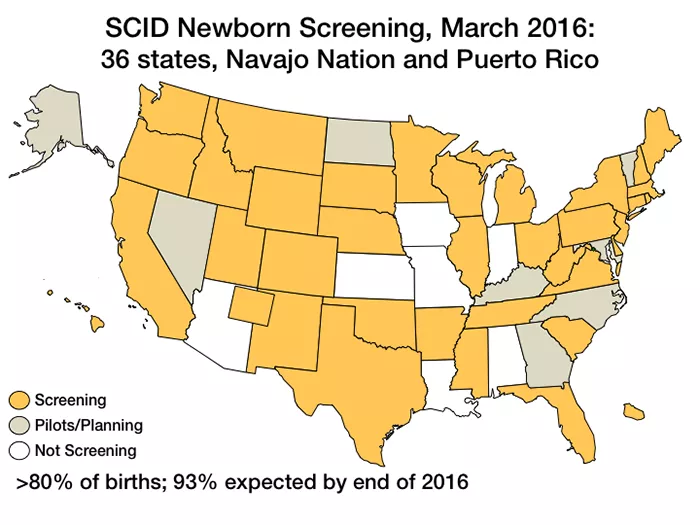 SCID Newborn Screening, March 2016:
36 states, Navajo Nation and Puerto Rico
Screening
Pilots/Planning
Not Screening
>80% of births; 93% expected by end of 2016